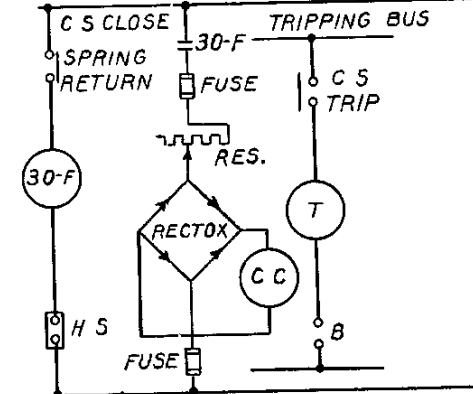 C S CLOSE
TRIPPING BUS
30-F
SPRING
RETURN
FUSE
C S
TRIP
RES.
30-F
RECTOX
T
C C
H S
B
FUSE